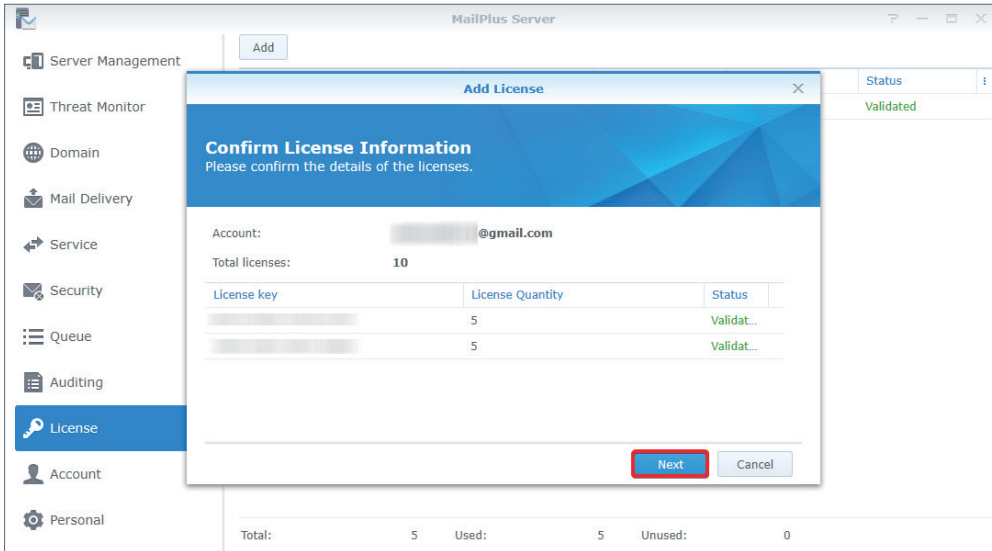 MailPlus Server
Server Management
Threat Monitor
Domain
Mail Delivery
Service
Security
Queue
Auditing
License
Account
Personal
Add
Status
Validated
Add License
Confirm License Information
Please confirm the details of the licenses.
Account: @gmail.com
Total licenses: 10
License key License Quantity Status
5 Validat...
5 Validat...
Next Cancel
Total: 5 Used: 5 Unused: 0